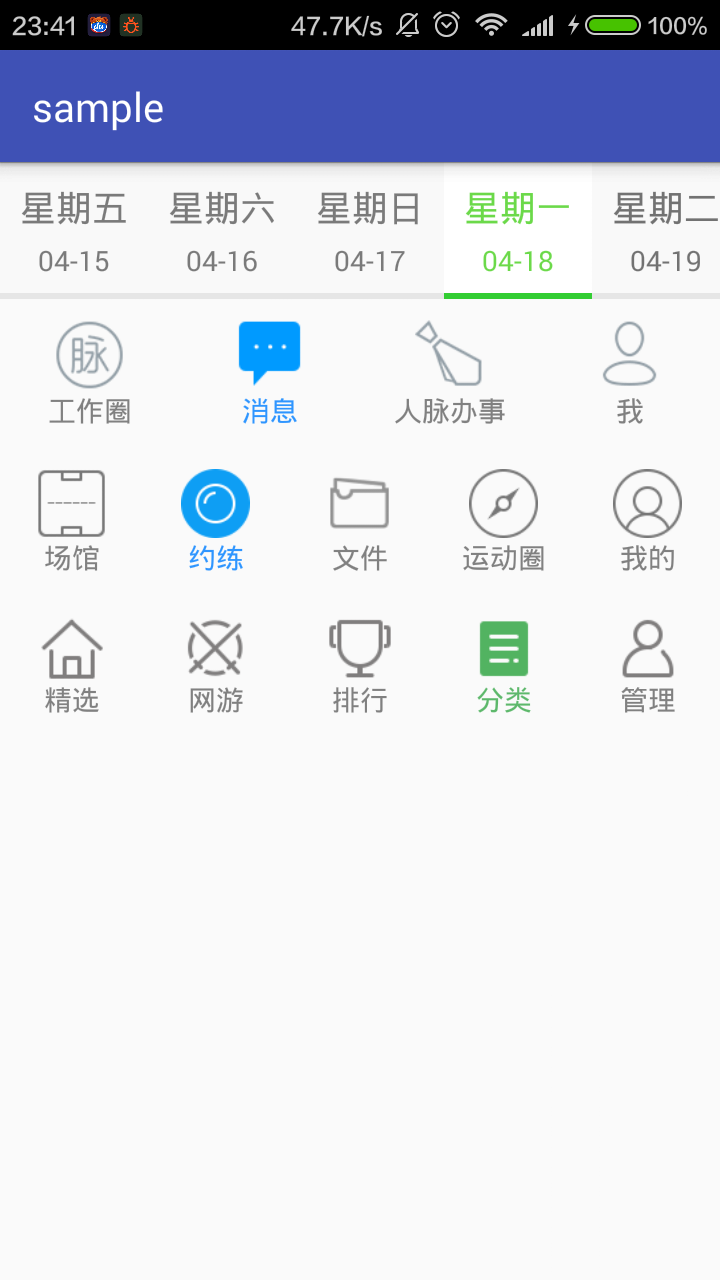 23:41 47.7K/s 100%
sample
星期五 星期六 星期日 星期一 星期二
04-15 04-16 04-17 04-18 04-19
脉
工作圈 消息 人脉办事 我
场馆 约练 文件 运动圈 我的
精选 网游 排行 分类 管理